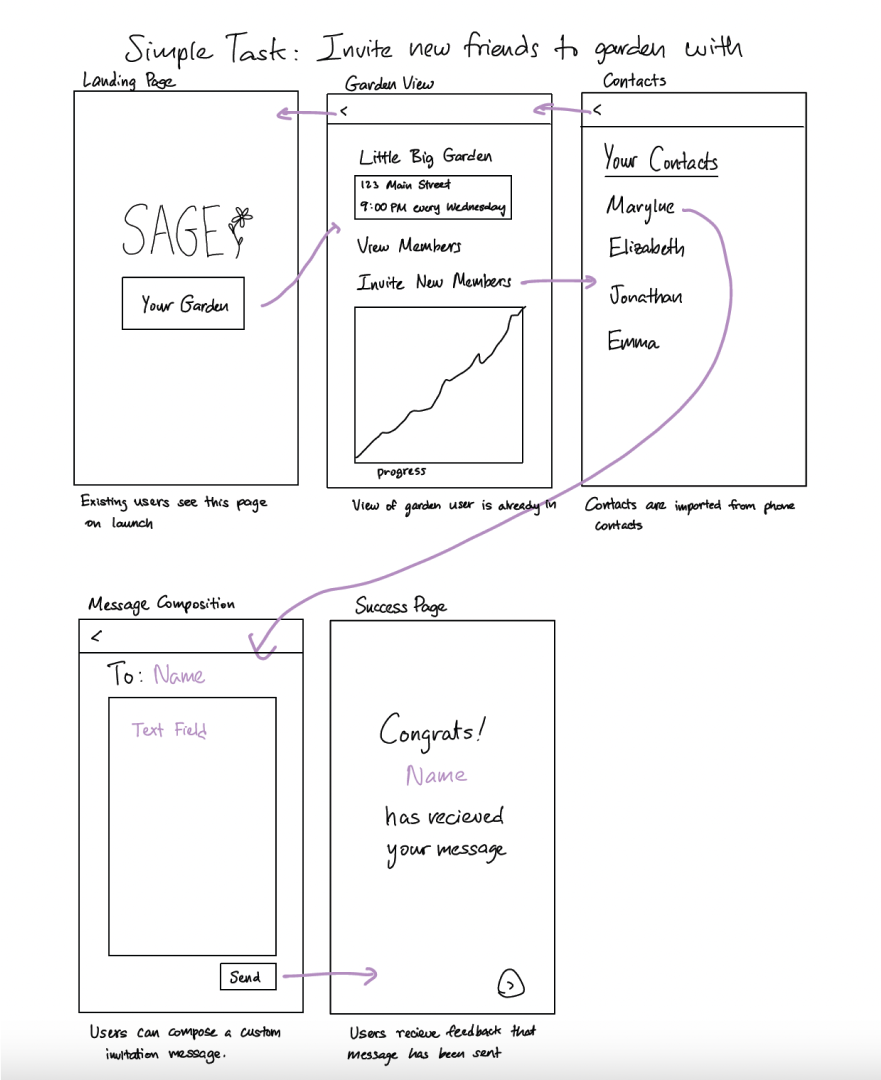 Simple Task: Invite new friends to garden with
Landing Page
SAGE
Your Garden
Existing users see this page
on launch
Garden View
<
Little Big Garden
123 Main Street
9:00 PM every Wednesday
View Members
Invite New Members
progress
View of garden user is already in
Contacts
<
Your Contacts
Marylue
Elizabeth
Jonathan
Emma
Contacts are imported from phone
contacts
Message Composition
<
To: Name
Text Field
Send
Users can compose a custom
invitation message.
Success Page
Congrats!
Name
has recieved
your message
>
Users recieve feedback that
message has been sent